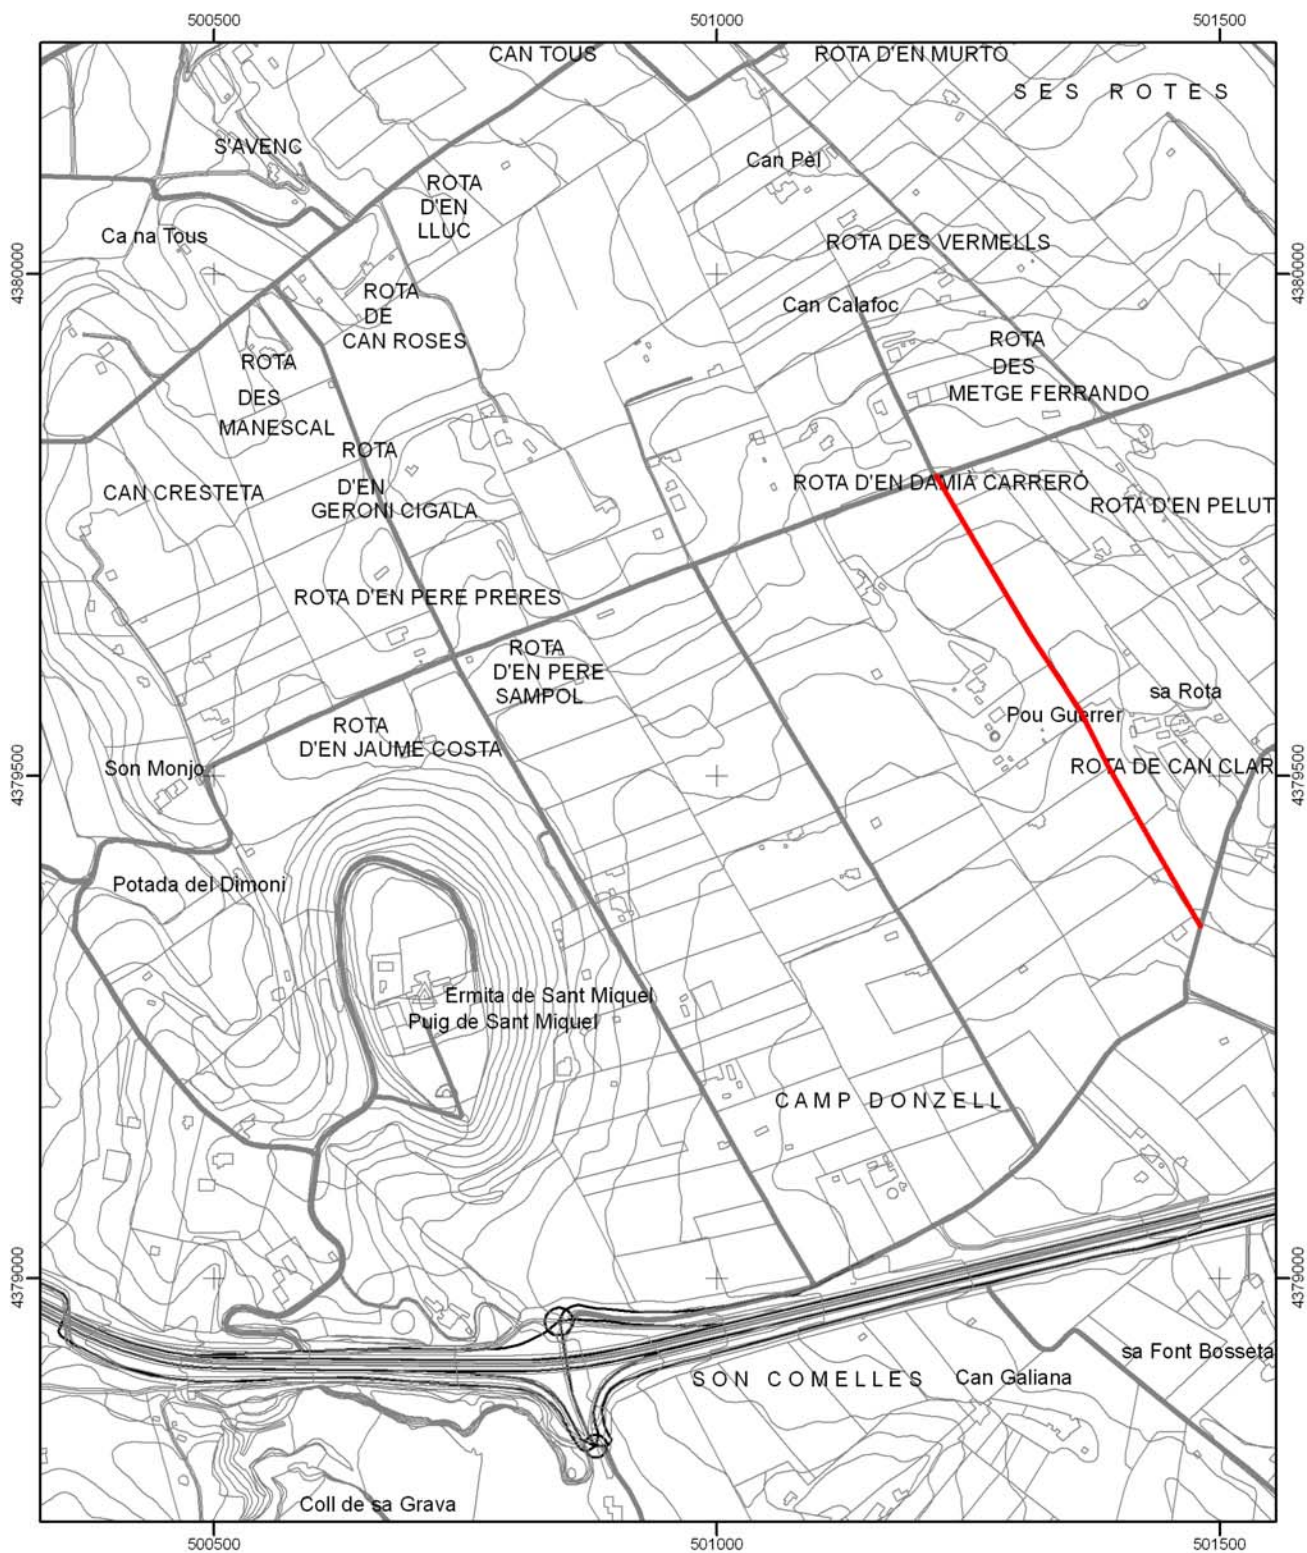 500500
501000
501500
CAN TOUS
ROTA D'EN MURTO
SES ROTES
S'AVENC
Can Pèl
ROTA
D'EN
LLUC
Ca na Tous
ROTA DES VERMELLS
4380000
4380000
ROTA
DE
CAN ROSES
Can Calafoc
ROTA
DES
METGE FERRANDO
ROTA
DES
MANESCAL
ROTA
D'EN
GERONI CIGALA
CAN CRESTETA
ROTA D'EN DAMIÀ CARRERÓ
ROTA D'EN PELUT
ROTA D'EN PERE PRERES
ROTA
D'EN PERE
SAMPOL
sa Rota
Pou Guerrer
ROTA
D'EN JAUME COSTA
Son Monjo
ROTA DE CAN CLAR
4379500
4379500
Potada del Dimoni
Ermita de Sant Miquel
Puig de Sant Miquel
CAMP DONZELL
4379000
4379000
sa Font Bosseta
SON COMELLES
Can Galiana
Coll de sa Grava
500500
501000
501500